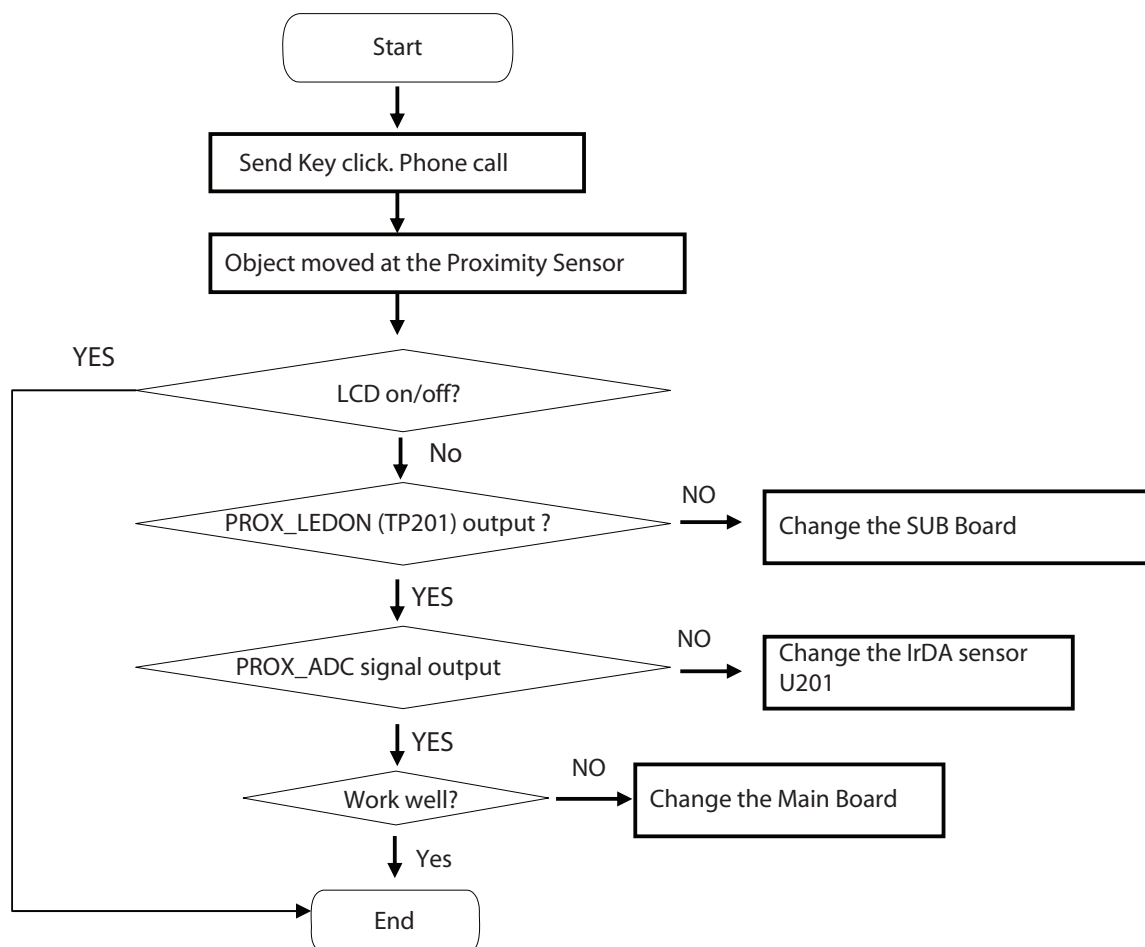 Start
Send Key click. Phone call
Object moved at the Proximity Sensor
YES
LCD on/off?
No
PROX_LEDON (TP201) output ?
NO
Change the SUB Board
YES
PROX_ADC signal output
NO
Change the IrDA sensor
U201
YES
Work well?
NO
Change the Main Board
Yes
End